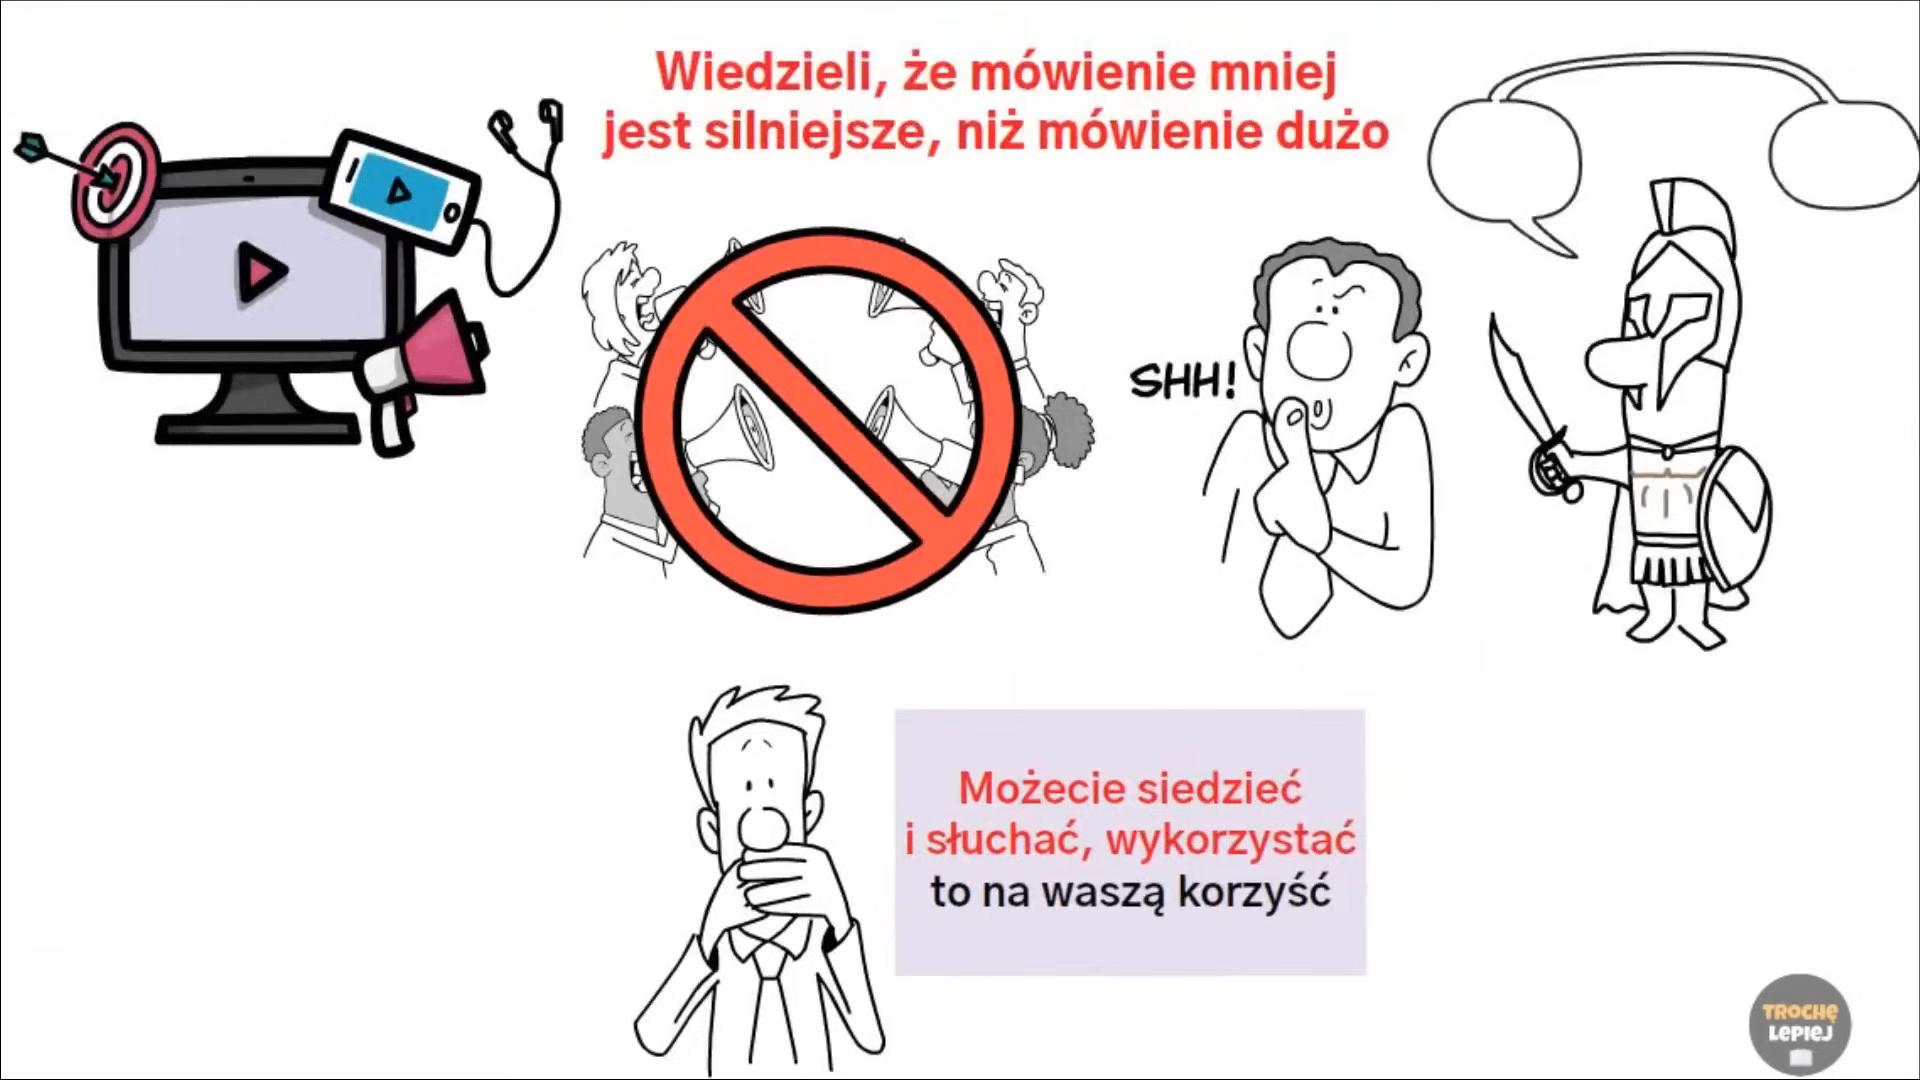 Wiedzieli, że mówienie mniej
jest silniejsze, niż mówienie dużo
SHH!
Możecie siedzieć
i słuchać, wykorzystać
to na waszą korzyść
TROCHĘ
LEPIEJ